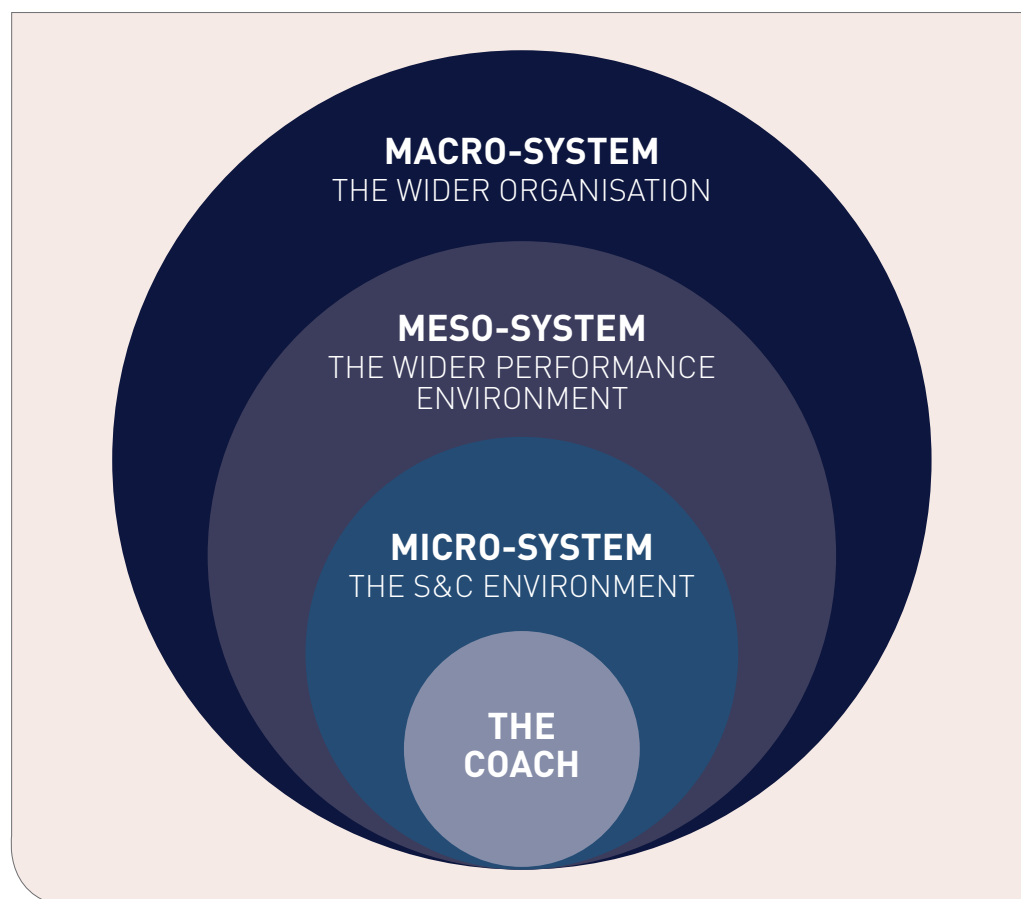 MACRO-SYSTEM
THE WIDER ORGANISATION
MESO-SYSTEM
THE WIDER PERFORMANCE
ENVIRONMENT
MICRO-SYSTEM
THE S&C ENVIRONMENT
THE
COACH